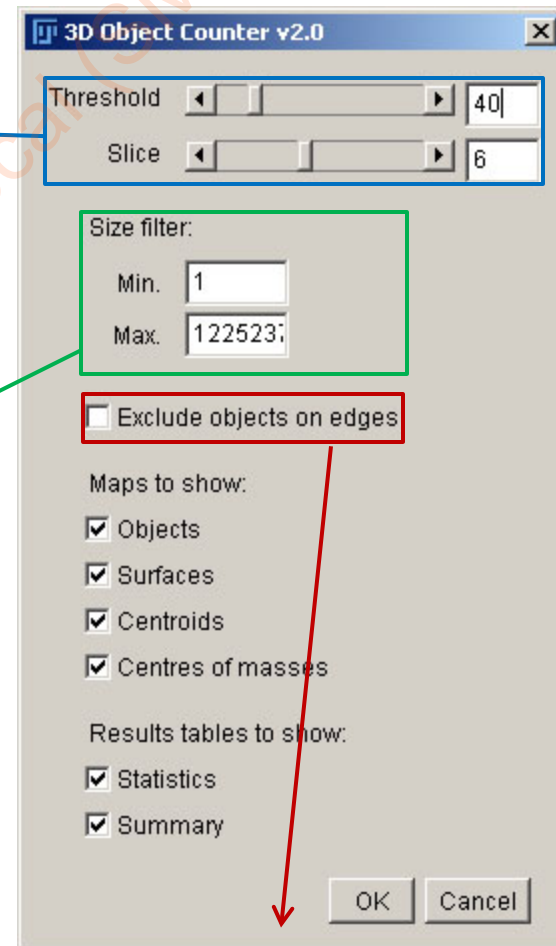 3D Object Counter v2.0
Threshold 40
Slice 6
Size filter:
Min. 1
Max. 1225237
Exclude objects on edges
Maps to show:
Objects
Surfaces
Centroids
Centres of masses
Results tables to show:
Statistics
Summary
OK Cancel